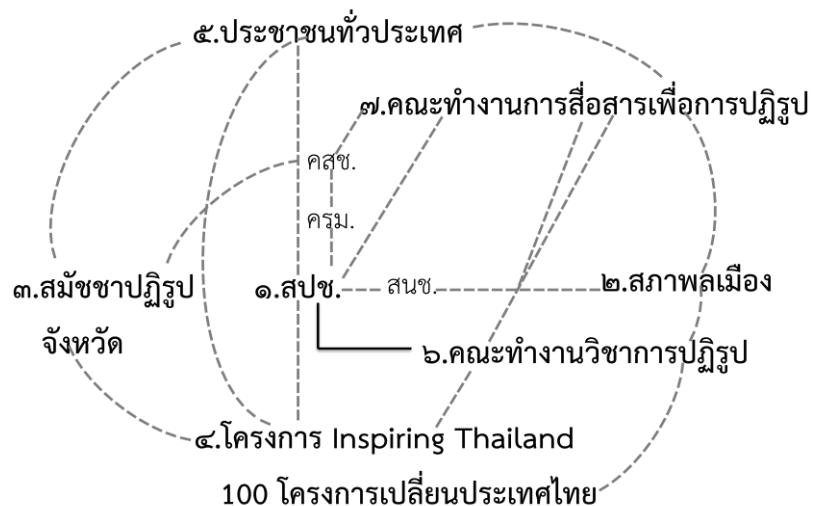 ๕.ประชาชนทั่วประเทศ
๗.คณะทำงานการสื่อสารเพื่อการปฏิรูป
คสช.
ครม.
๓.สมัชชาปฏิรูป
จังหวัด
๑.สปช.
สนช.
๒.สภาพลเมือง
๖.คณะทำงานวิชาการปฏิรูป
๔.โครงการ Inspiring Thailand
100 โครงการเปลี่ยนประเทศไทย